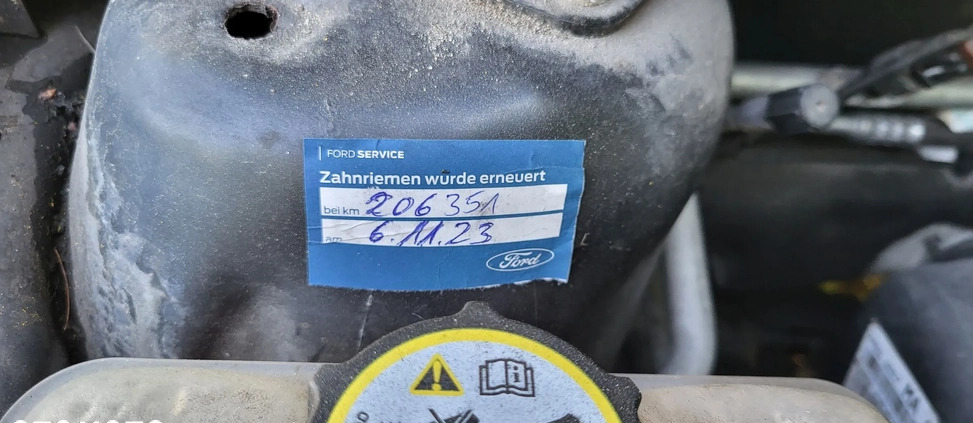 FORD SERVICE
Zahnriemen wurde erneuert
bei km 206351
am 6.11.23
Ford